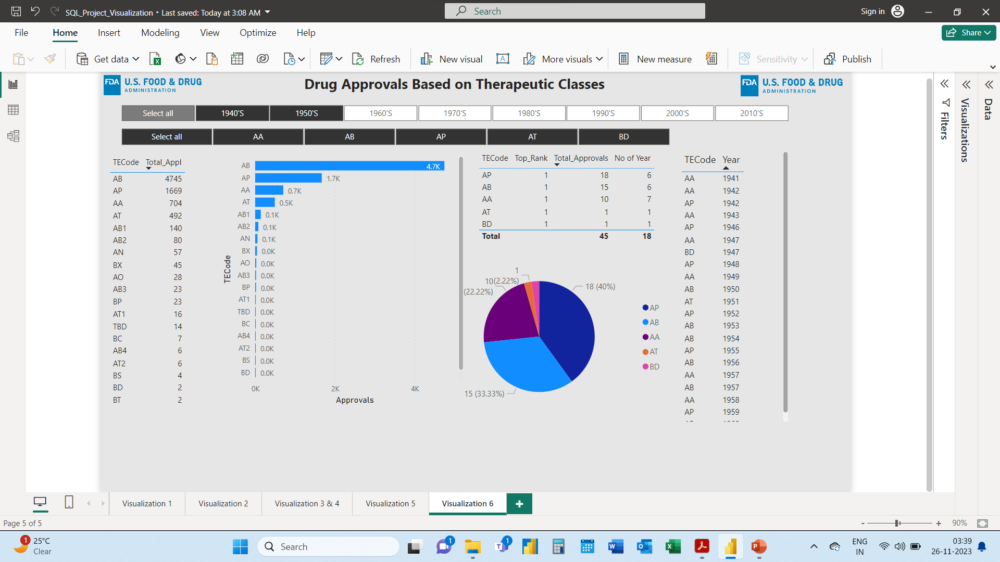 SQL_Project_Visualization • Last saved: Today at 3:08 AM
Search
Sign in
File Home Insert Modeling View Optimize Help
Share
Get data
Refresh
New visual
A
More visuals
New measure
Sensitivity
Publish
FDA U.S. FOOD & DRUG
ADMINISTRATION
Drug Approvals Based on Therapeutic Classes
FDA U.S. FOOD & DRUG
ADMINISTRATION
Select all 1940'S 1950'S 1960'S 1970'S 1980'S 1990'S 2000'S 2010'S
Select all AA AB AP AT BD
TECode Total_Appl
AB 4745
AP 1669
AA 704
AT 492
AB1 140
AB2 80
AN 57
BX 45
AO 28
AB3 23
BP 23
AT1 16
TBD 14
BC 7
AB4 6
AT2 6
BS 4
BD 2
BT 2
TECode
AB 4.7K
AP 1.7K
AA 0.7K
AT 0.5K
AB1 0.1K
AB2 0.1K
AN 0.1K
BX 0.0K
AO 0.0K
AB3 0.0K
BP 0.0K
AT1 0.0K
TBD 0.0K
BC 0.0K
AB4 0.0K
AT2 0.0K
BS 0.0K
BD 0.0K
0K 2K 4K
Approvals
TECode Top_Rank Total_Approvals No of Year
AP 1 18 6
AB 1 15 6
AA 1 10 7
AT 1 1 1
BD 1 1 1
Total 45 18
1
(2.22%)
10
(22.22%)
18 (40%)
15 (33.33%)
AP
AB
AA
AT
BD
TECode Year
AA 1941
AA 1942
AP 1942
AA 1943
AP 1946
AA 1947
BD 1947
AP 1948
AA 1949
AB 1950
AT 1951
AP 1952
AB 1953
AB 1954
AP 1955
AB 1956
AA 1957
AB 1957
AA 1958
AP 1959
Filters
Visualizations
Data
Visualization 1 Visualization 2 Visualization 3 & 4 Visualization 5 Visualization 6 +
Page 5 of 5
- + 90%
1
25°C
Clear
Search
1
1
ENG
IN
03:39
26-11-2023